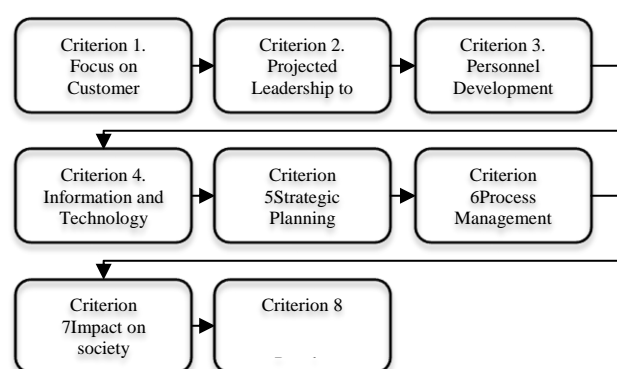 Criterion 1.
Focus on
Customer
Criterion 2.
Projected
Leadership to
Criterion 3.
Personnel
Development
Criterion 4.
Information and
Technology
Criterion
5Strategic
Planning
Criterion
6Process
Management
Criterion
7Impact on
society
Criterion 8